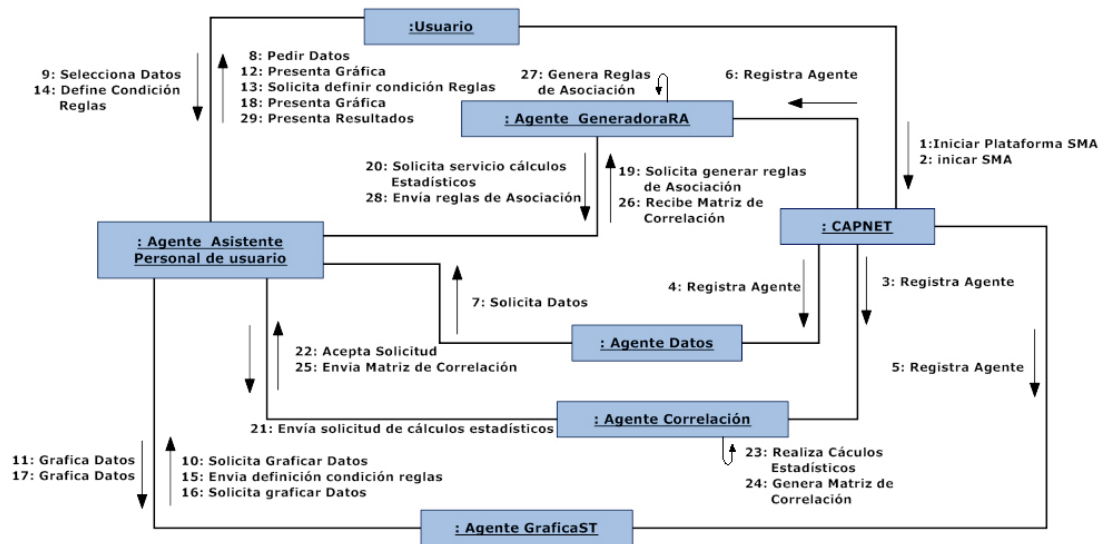 :Usuario
8: Pedir Datos
12: Presenta Gráfica
13: Solicita definir condición Reglas
18: Presenta Gráfica
29: Presenta Resultados
9: Selecciona Datos
14: Define Condición
Reglas
27: Genera Reglas
de Asociación
6: Registra Agente
: Agente GeneradoraRA
1:Iniciar Plataforma SMA
2: inicar SMA
20: Solicita servicio cálculos
Estadísticos
28: Envía reglas de Asociación
19: Solicita generar reglas
de Asociación
26: Recibe Matriz de
Correlación
: CAPNET
: Agente Asistente
Personal de usuario
7: Solicita Datos
4: Registra Agente
3: Registra Agente
: Agente Datos
22: Acepta Solicitud
25: Envia Matriz de Correlación
5: Registra Agente
: Agente Correlación
21: Envía solicitud de cálculos estadísticos
11: Grafica Datos
17: Grafica Datos
10: Solicita Graficar Datos
15: Envia definición condición reglas
16: Solicita graficar Datos
23: Realiza Cáculos
Estadísticos
24: Genera Matriz de
Correlación
: Agente GraficaST